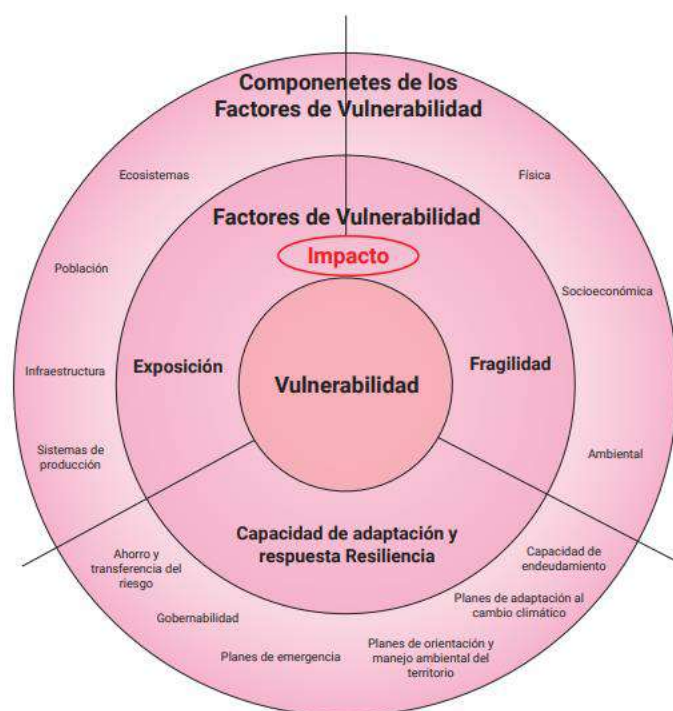 Componenetes de los
Factores de Vulnerabilidad
Ecosistemas
Física
Factores de Vulnerabilidad
Impacto
Población
Socioeconómica
Infraestructura
Exposición
Vulnerabilidad
Fragilidad
Sistemas de
producción
Ambiental
Capacidad de adaptación y
respuesta Resiliencia
Ahorro y
transferencia del
riesgo
Capacidad de
endeudamiento
Gobernabilidad
Planes de adaptación al
cambio climático
Planes de emergencia
Planes de orientación y
manejo ambiental del
territorio